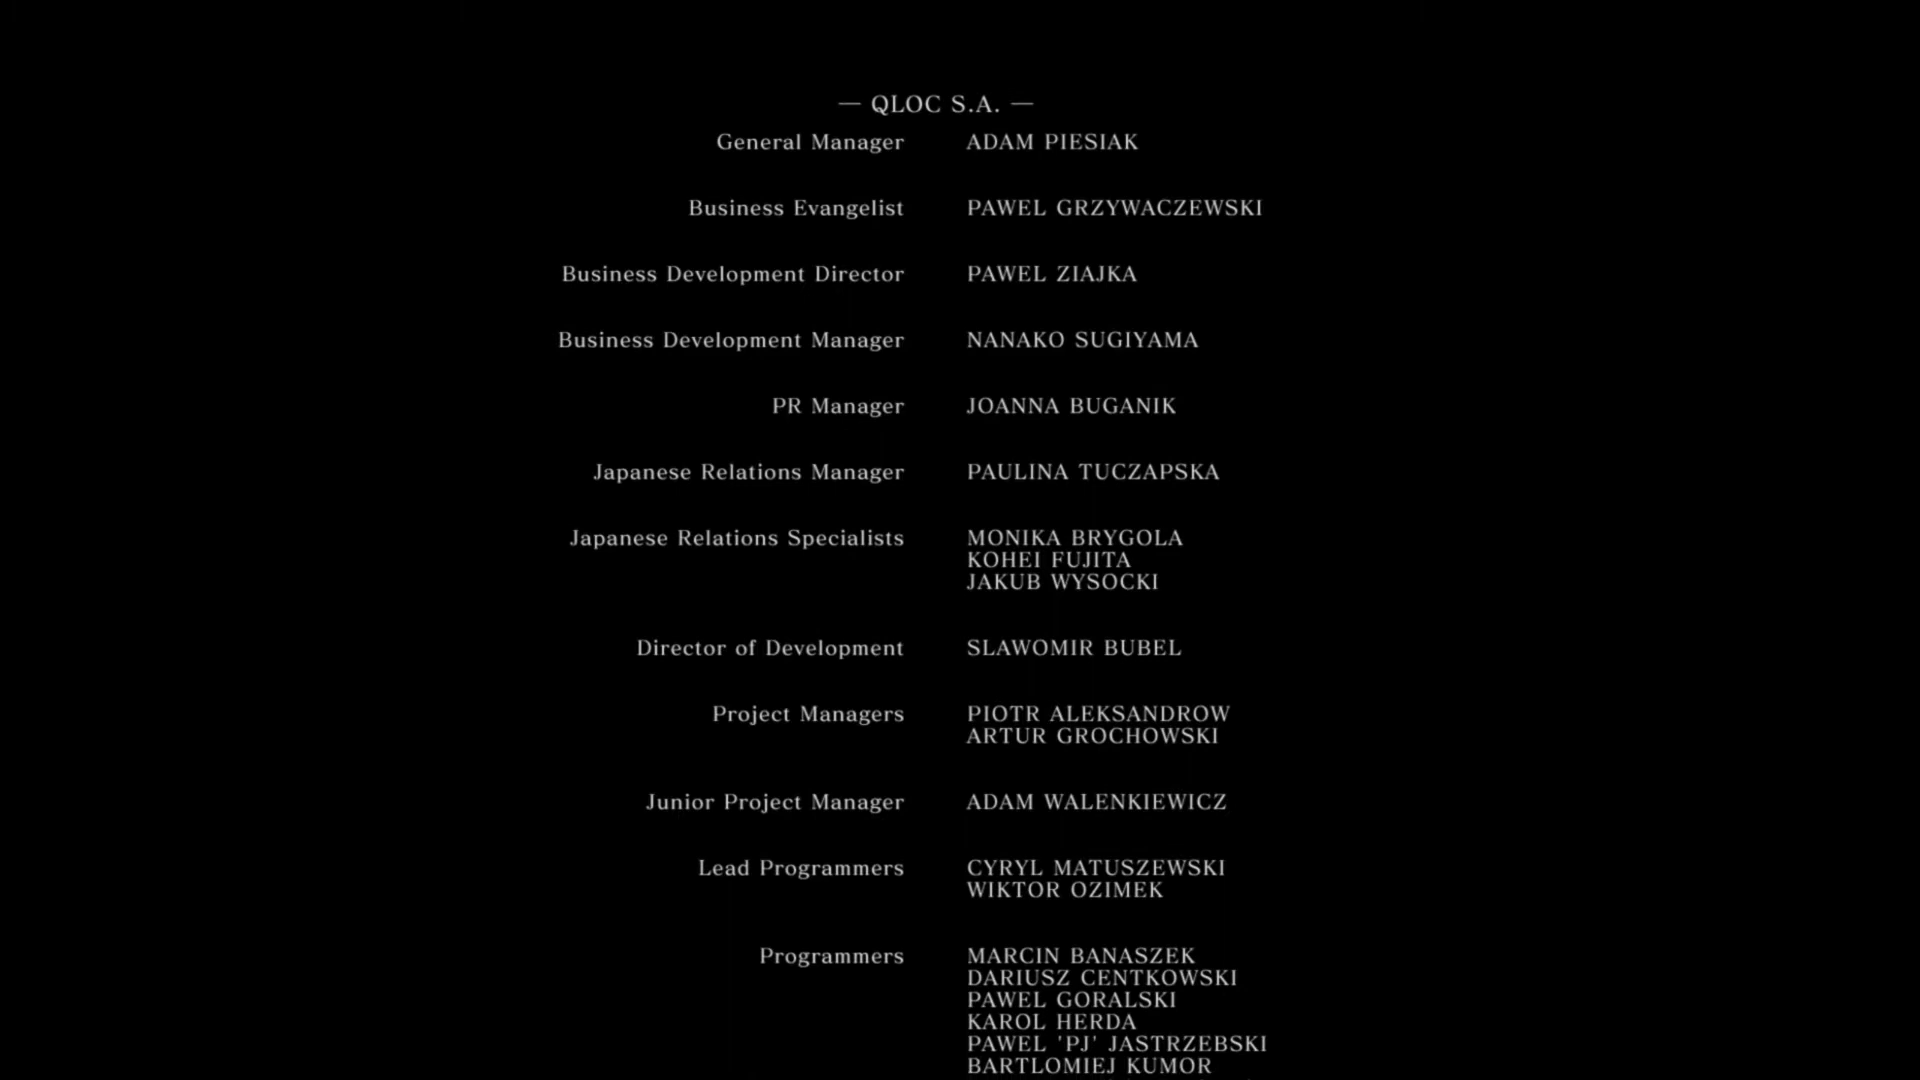 — QLOC S.A. —
General Manager ADAM PIESIAK
Business Evangelist PAWEL GRZYWACZEWSKI
Business Development Director PAWEL ZIAJKA
Business Development Manager NANAKO SUGIYAMA
PR Manager JOANNA BUGANIK
Japanese Relations Manager PAULINA TUCZAPSKA
Japanese Relations Specialists MONIKA BRYGOLA
KOHEI FUJITA
JAKUB WYSOCKI
Director of Development SLAWOMIR BUBEL
Project Managers PIOTR ALEKSANDROW
ARTUR GROCHOWSKI
Junior Project Manager ADAM WALENKIEWICZ
Lead Programmers CYRYL MATUSZEWSKI
WIKTOR OZIMEK
Programmers MARCIN BANASZEK
DARIUSZ CENTKOWSKI
PAWEL GORALSKI
KAROL HERDA
PAWEL 'PJ' JASTRZEBSKI
BARTLOMIEJ KUMOR